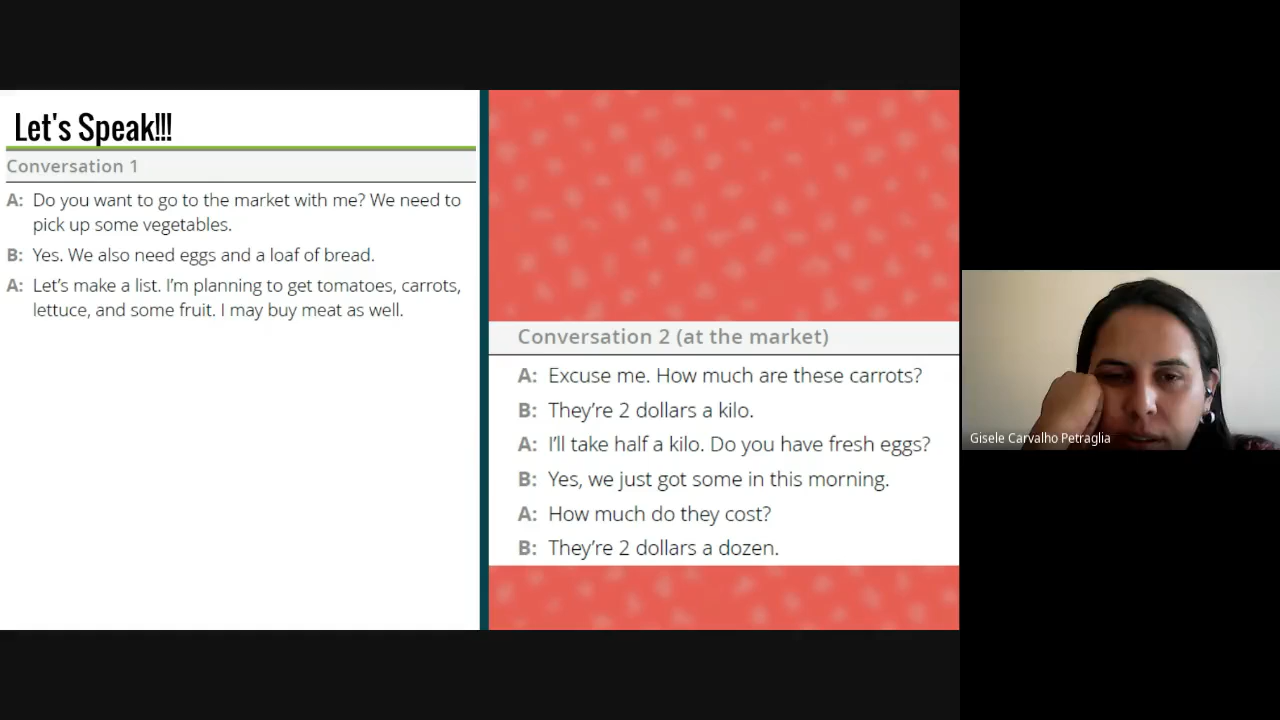 Let's Speak!!!
Conversation 1
A: Do you want to go to the market with me? We need to
pick up some vegetables.
B: Yes. We also need eggs and a loaf of bread.
A: Let’s make a list. I’m planning to get tomatoes, carrots,
lettuce, and some fruit. I may buy meat as well.
Conversation 2 (at the market)
A: Excuse me. How much are these carrots?
B: They’re 2 dollars a kilo.
A: I’ll take half a kilo. Do you have fresh eggs?
B: Yes, we just got some in this morning.
A: How much do they cost?
B: They’re 2 dollars a dozen.
Gisele Carvalho Petraglia